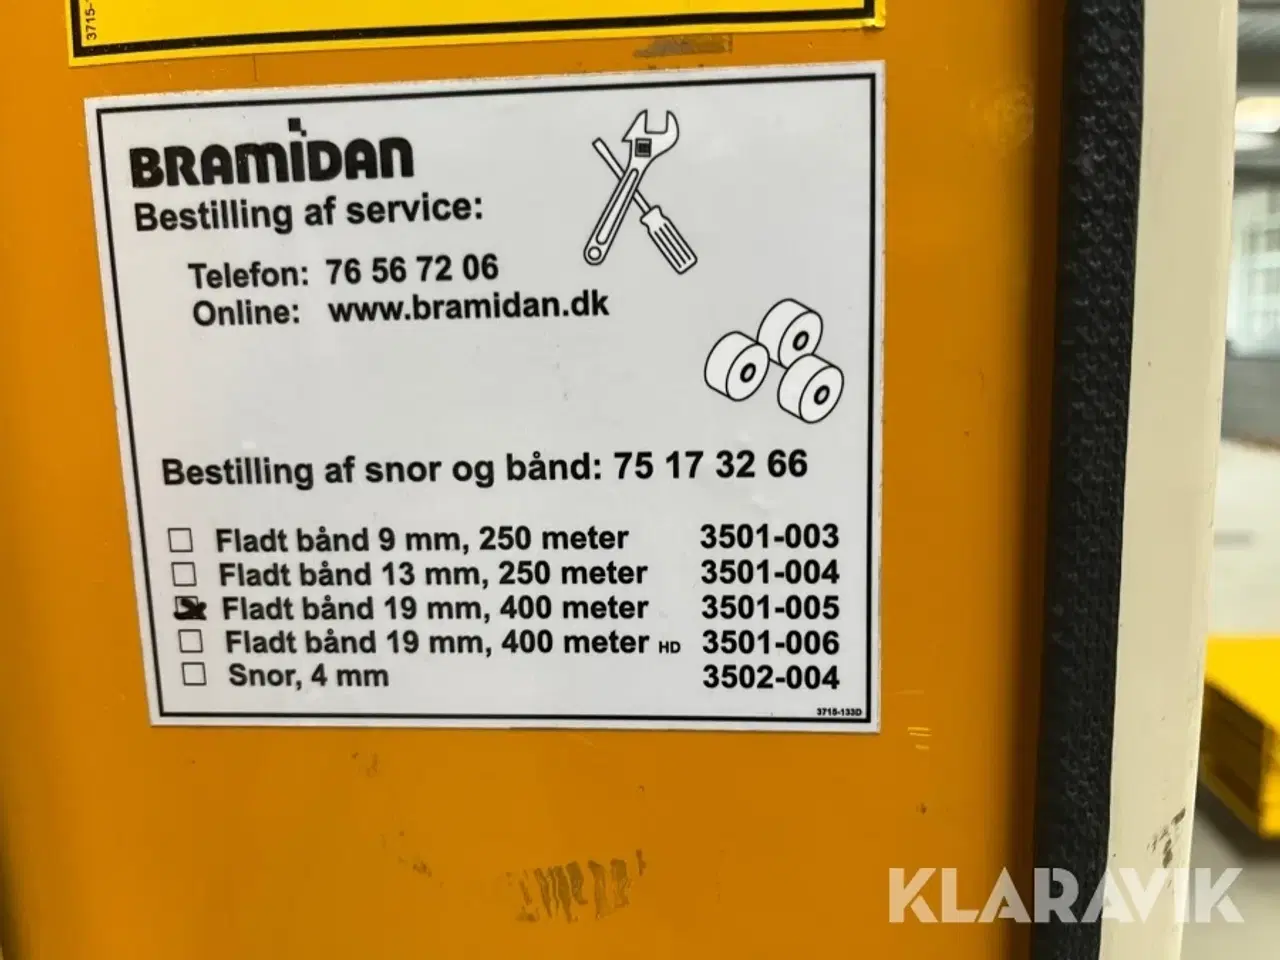 3715-
BRAMIDAN
Bestilling af service:
Telefon: 76 56 72 06
Online: www.bramidan.dk
Bestilling af snor og bånd: 75 17 32 66
Fladt bånd 9 mm, 250 meter 3501-003
Fladt bånd 13 mm, 250 meter 3501-004
Fladt bånd 19 mm, 400 meter 3501-005
Fladt bånd 19 mm, 400 meter HD 3501-006
Snor, 4 mm 3502-004
3715-133D
KLARAVIK